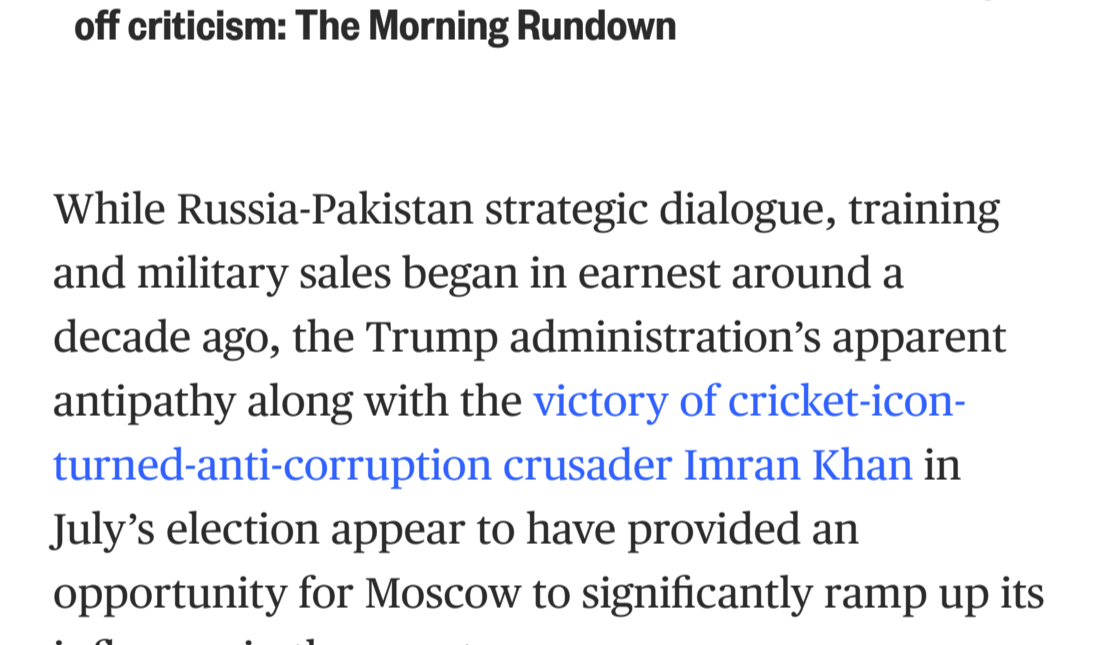 off criticism: The Morning Rundown
While Russia-Pakistan strategic dialogue, training
and military sales began in earnest around a
decade ago, the Trump administration’s apparent
antipathy along with the victory of cricket-icon-
turned-anti-corruption crusader Imran Khan in
July’s election appear to have provided an
opportunity for Moscow to significantly ramp up its